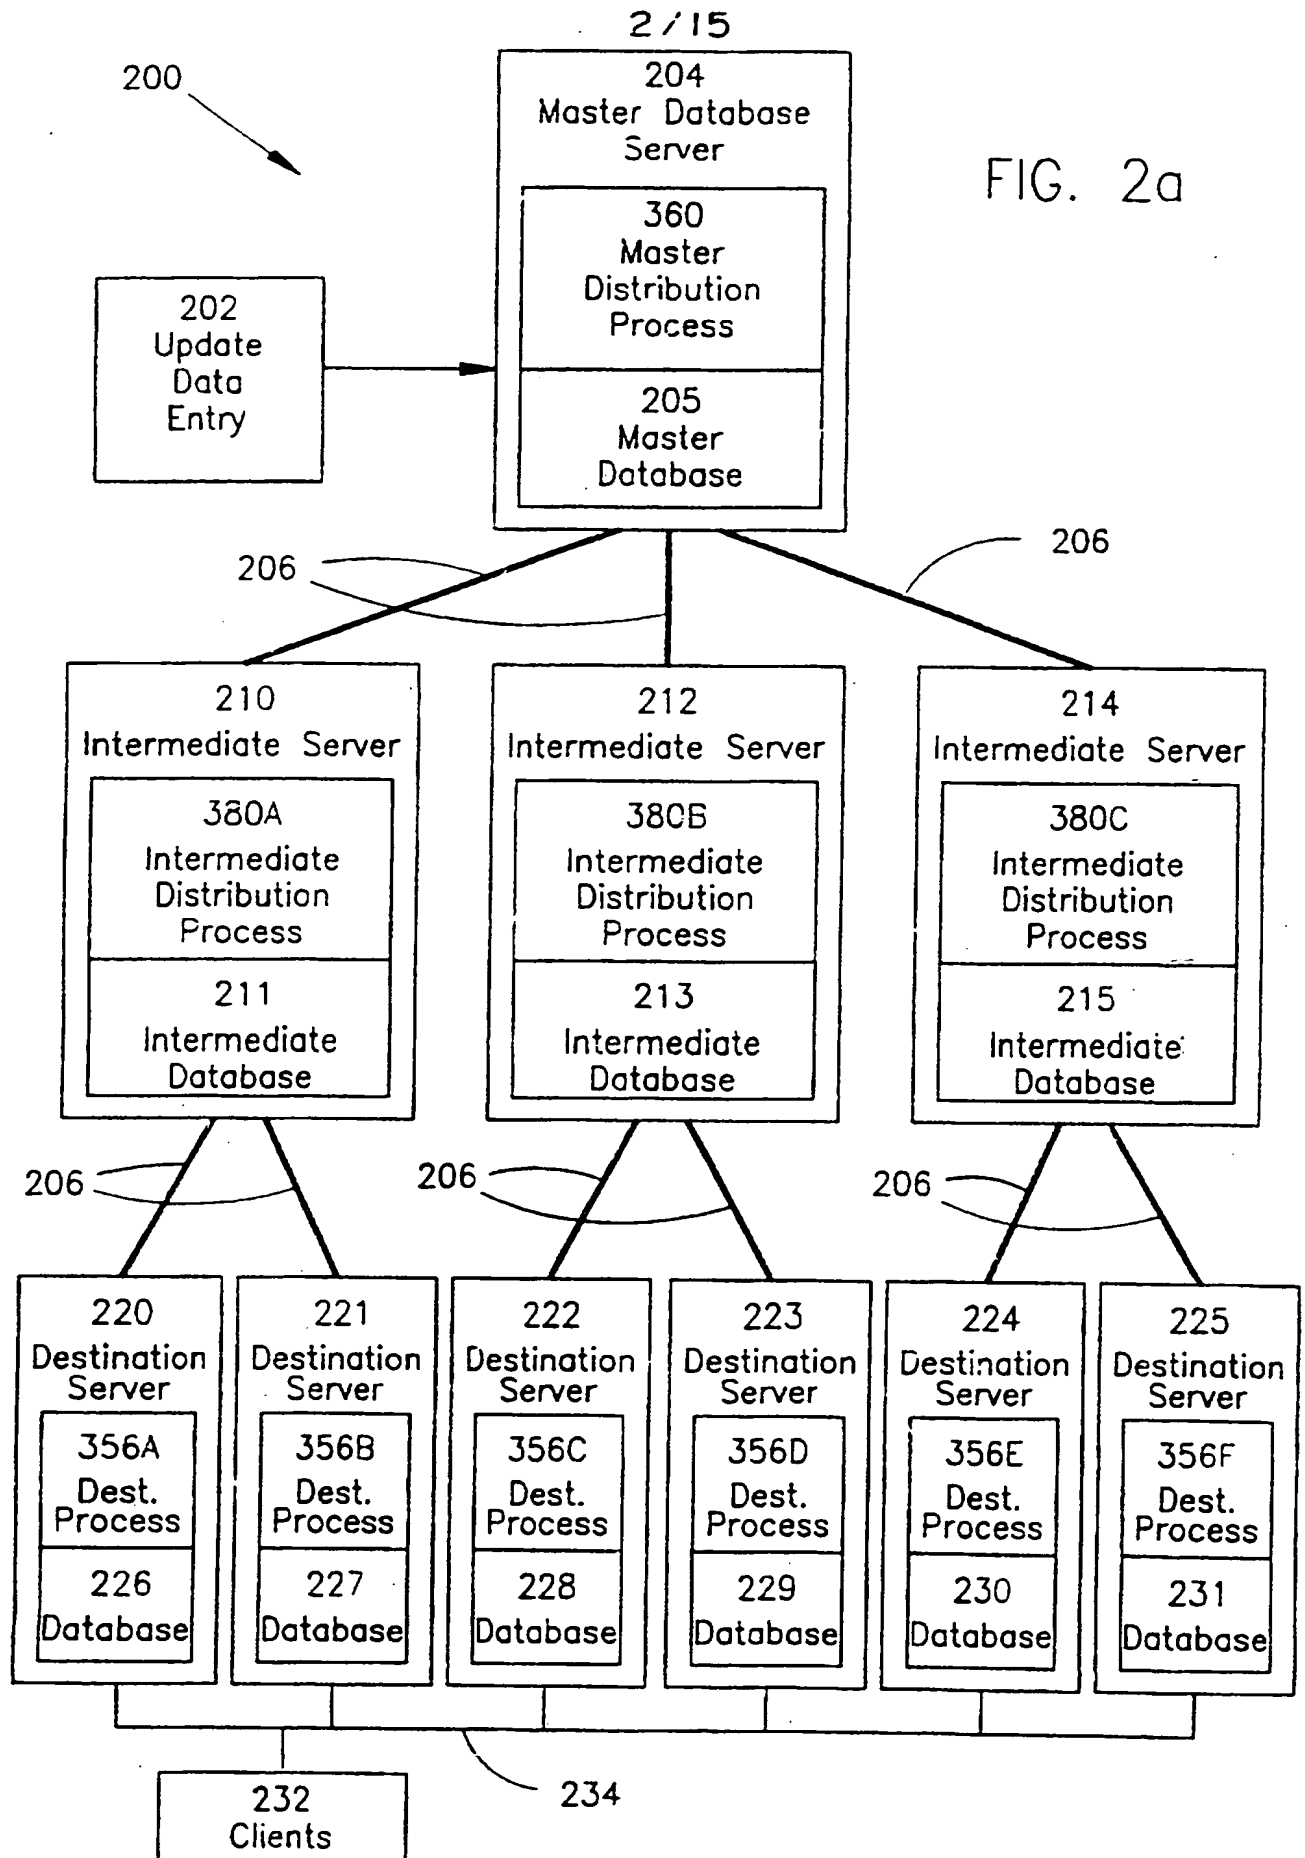 2/15
200
204
Master Database
Server
FIG. 2a
360
Master
Distribution
Process
202
Update
Data
Entry
205
Master
Database
206
206
210
Intermediate Server
380A
Intermediate
Distribution
Process
211
Intermediate
Database
212
Intermediate Server
380B
Intermediate
Distribution
Process
213
Intermediate
Database
214
Intermediate Server
380C
Intermediate
Distribution
Process
215
Intermediate
Database
206
206
206
220
Destination
Server
356A
Dest.
Process
226
Database
221
Destination
Server
356B
Dest.
Process
227
Database
222
Destination
Server
356C
Dest.
Process
228
Database
223
Destination
Server
356D
Dest.
Process
229
Database
224
Destination
Server
356E
Dest.
Process
230
Database
225
Destination
Server
356F
Dest.
Process
231
Database
232
Clients
234